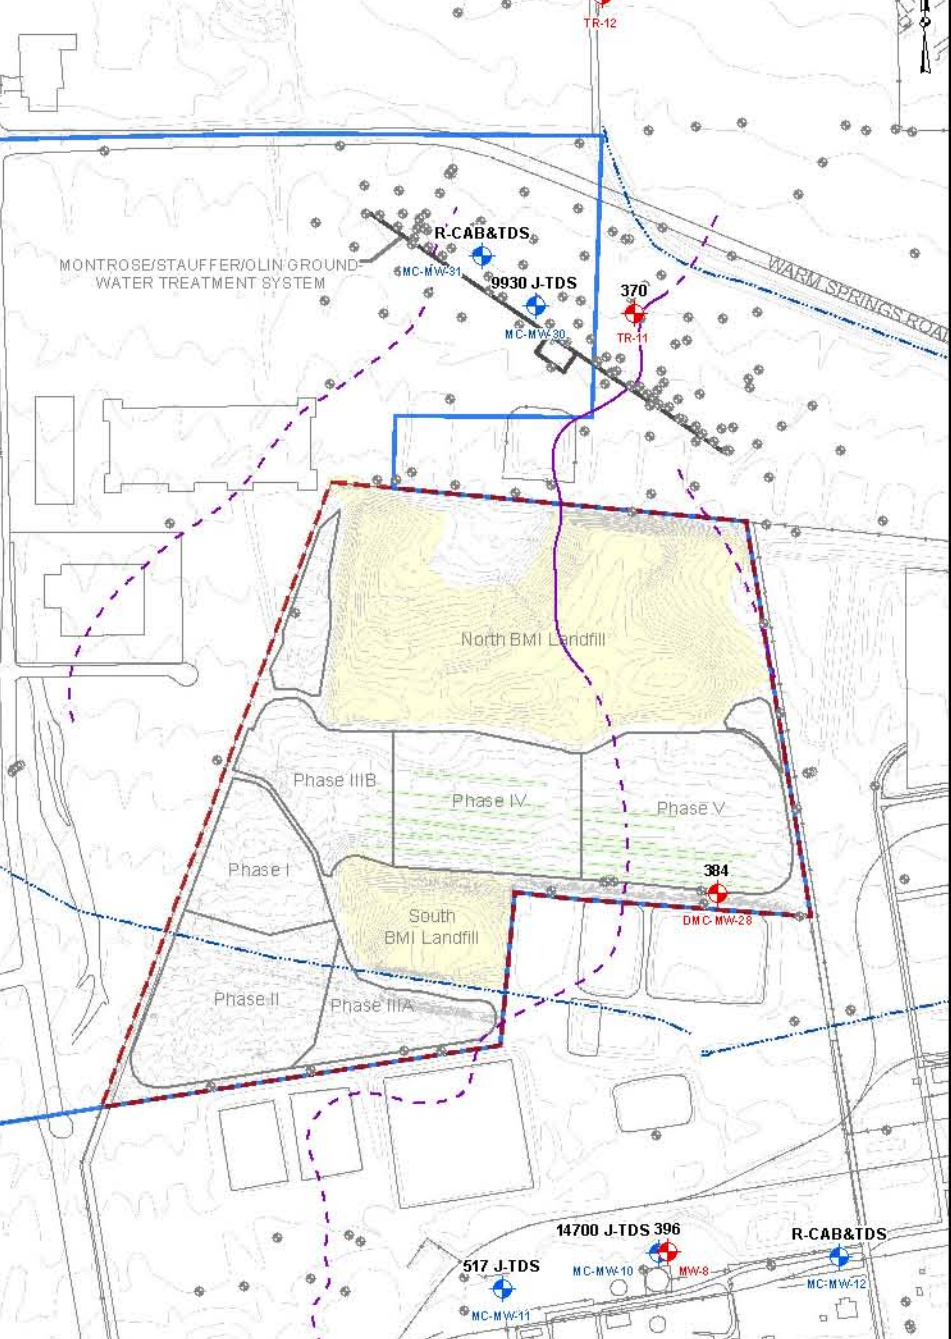 TR-12
R-CAB&TDS
MONTROSE/STAUFFER/OLIN GROUND-
WATER TREATMENT SYSTEM
MC-MW-31
9930 J-TDS
MC-MW-30
370
TR-11
WARM SPRINGS ROAD
North BMI Landfill
Phase IIIB
Phase IV
Phase V
Phase I
384
DMC-MW-28
South
BMI Landfill
Phase II
Phase IIIA
14700 J-TDS 396
MC-MW-10
MW-8
R-CAB&TDS
MC-MW-12
517 J-TDS
MC-MW-11